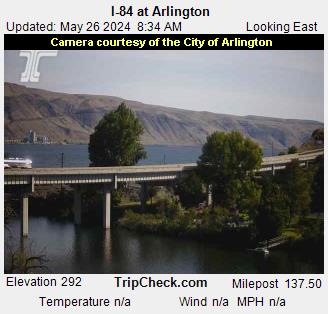 I-84 at Arlington
Updated: May 26 2024 8:34 AM Looking East
Camera courtesy of the City of Arlington
Elevation 292 TripCheck.com Milepost 137.50
Temperature n/a Wind n/a MPH n/a